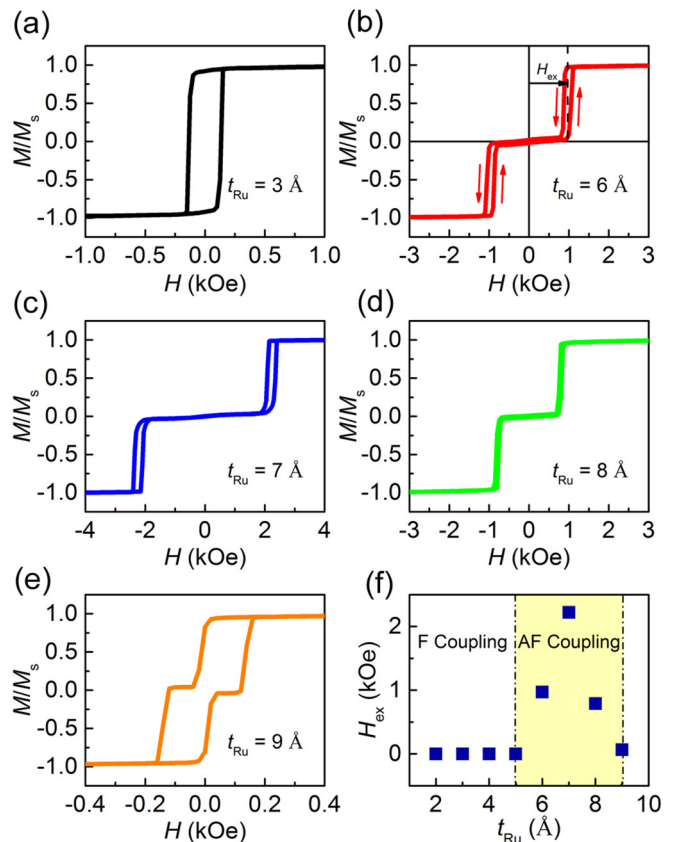 (a)
1.0
0.5
0.0
-0.5
-1.0
M/Ms
tRu = 3 Å
-1.0 -0.5 0.0 0.5 1.0
H (kOe)
(b)
1.0
0.5
0.0
-0.5
-1.0
M/Ms
Hex
tRu = 6 Å
-3 -2 -1 0 1 2 3
H (kOe)
(c)
1.0
0.5
0.0
-0.5
-1.0
M/Ms
tRu = 7 Å
-4 -2 0 2 4
H (kOe)
(d)
1.0
0.5
0.0
-0.5
-1.0
M/Ms
tRu = 8 Å
-3 -2 -1 0 1 2 3
H (kOe)
(e)
1.0
0.5
0.0
-0.5
-1.0
M/Ms
tRu = 9 Å
-0.4 -0.2 0.0 0.2 0.4
H (kOe)
(f)
2
1
0
Hex (kOe)
F Coupling AF Coupling
2 4 6 8 10
tRu (Å)